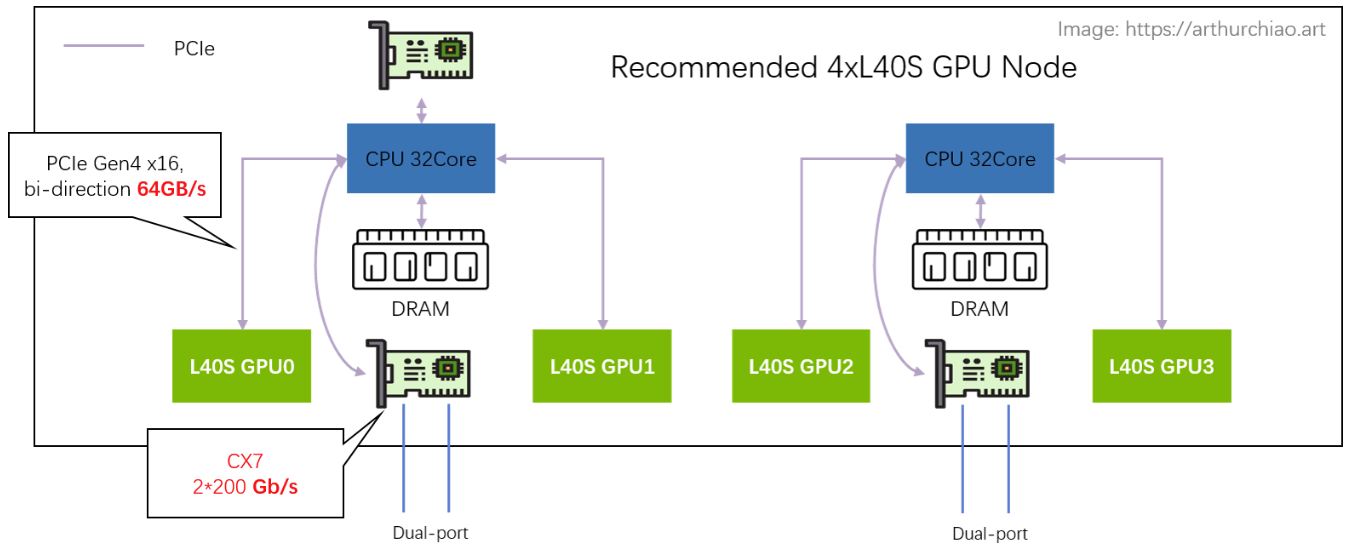 PCIe
Image: https://arthurchiao.art
Recommended 4xL40S GPU Node
PCIe Gen4 x16,
bi-direction 64GB/s
CPU 32Core
CPU 32Core
DRAM
DRAM
L40S GPU0
L40S GPU1
L40S GPU2
L40S GPU3
CX7
2*200 Gb/s
Dual-port
Dual-port